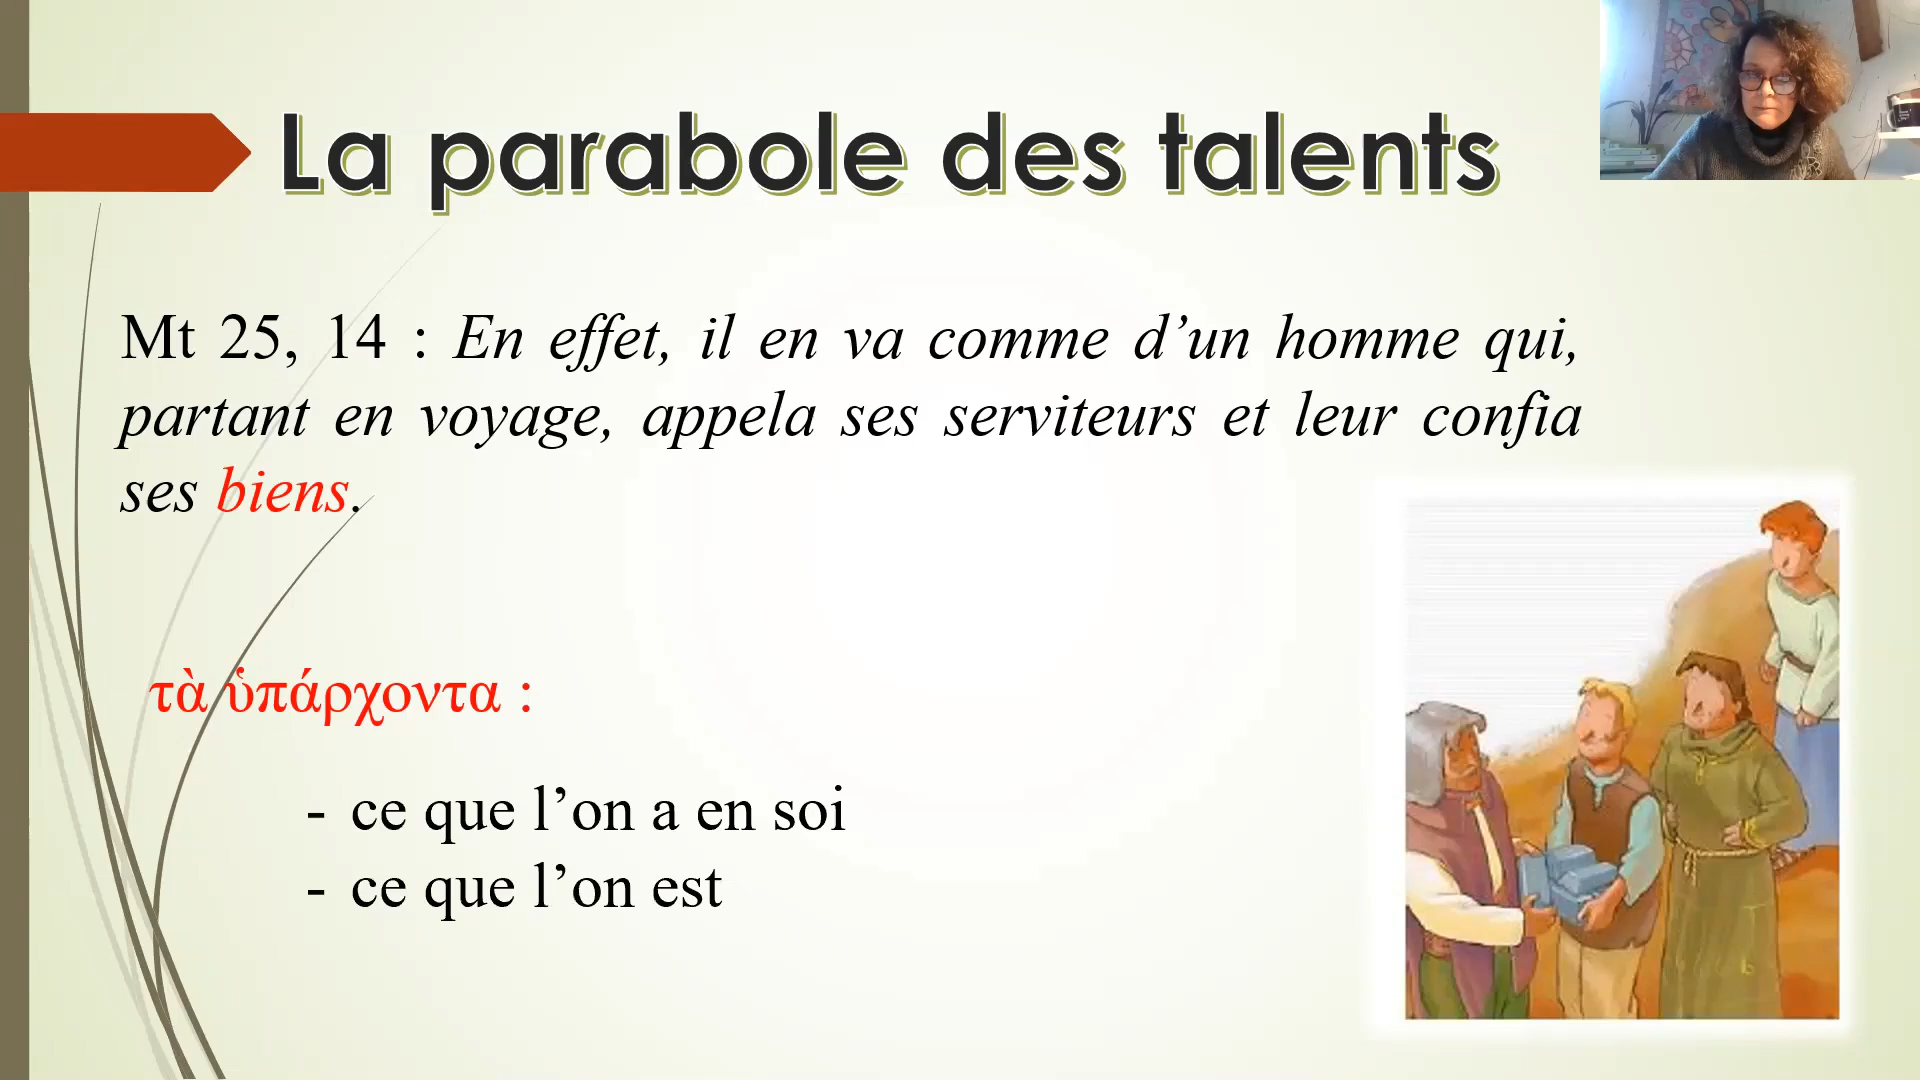 La parabole des talents
Mt 25, 14 : En effet, il en va comme d’un homme qui,
partant en voyage, appela ses serviteurs et leur confia
ses biens.
τὰ ὑπάρχοντα :
- ce que l’on a en soi
- ce que l’on est